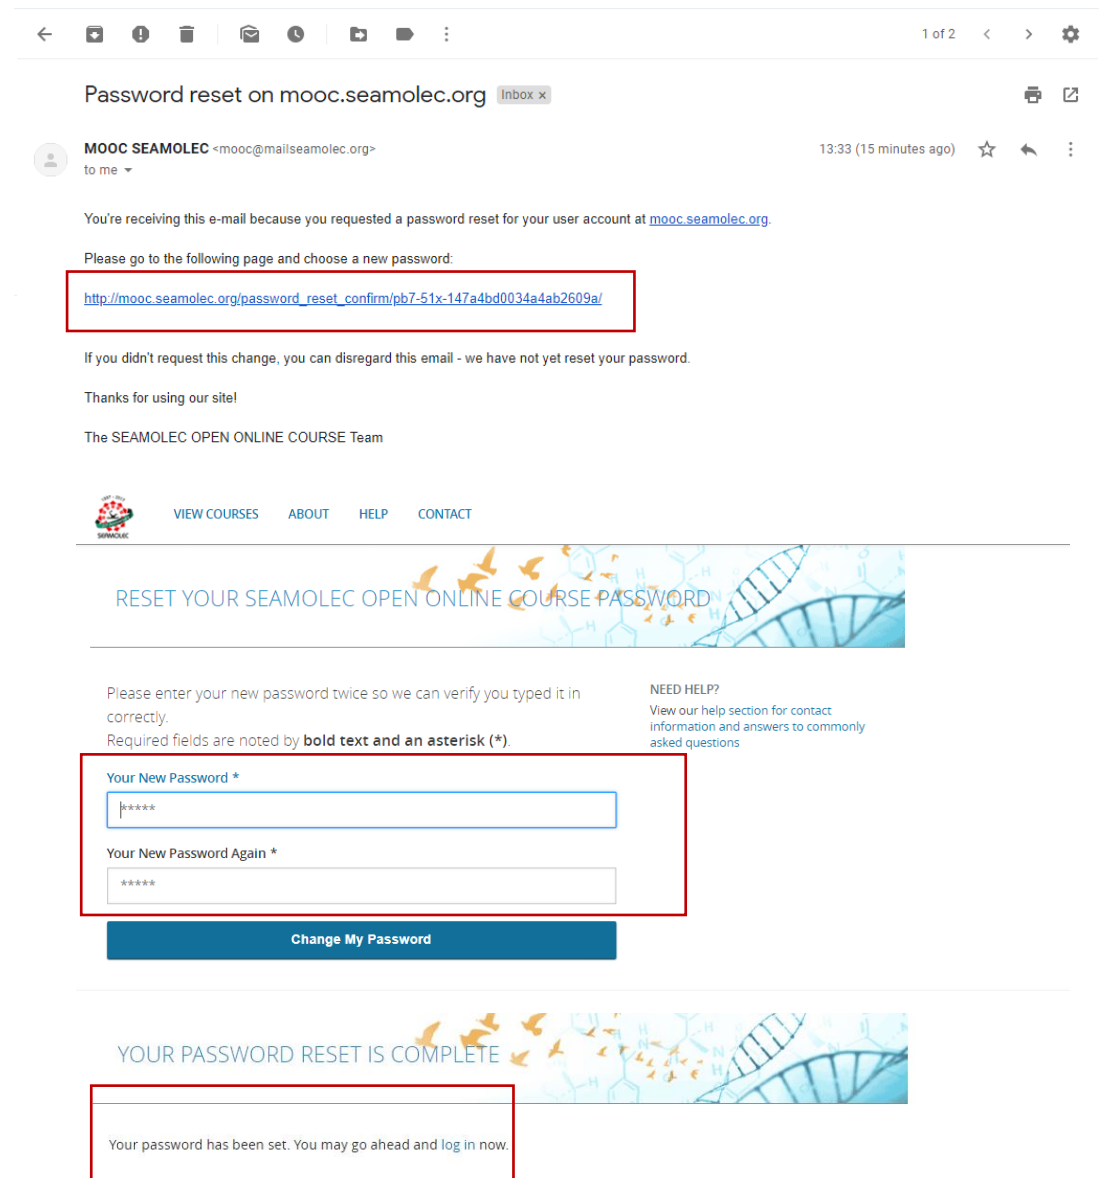 1 of 2
Password reset on mooc.seamolec.org Inbox x
MOOC SEAMOLEC <mooc@mailseamolec.org> 13:33 (15 minutes ago)
to me
You're receiving this e-mail because you requested a password reset for your user account at mooc.seamolec.org.
Please go to the following page and choose a new password:
http://mooc.seamolec.org/password_reset_confirm/pb7-51x-147a4bd0034a4ab2609a/
If you didn't request this change, you can disregard this email - we have not yet reset your password.
Thanks for using our site!
The SEAMOLEC OPEN ONLINE COURSE Team
SEAMOLEC
VIEW COURSES ABOUT HELP CONTACT
RESET YOUR SEAMOLEC OPEN ONLINE COURSE PASSWORD
Please enter your new password twice so we can verify you typed it in
correctly.
Required fields are noted by bold text and an asterisk (*).
NEED HELP?
View our help section for contact
information and answers to commonly
asked questions
Your New Password *
*****
Your New Password Again *
*****
Change My Password
YOUR PASSWORD RESET IS COMPLETE
Your password has been set. You may go ahead and log in now.